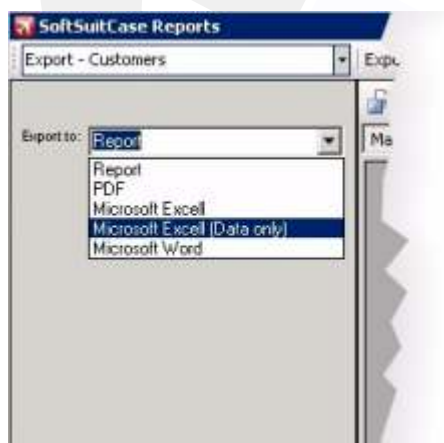 SoftSuitCase Reports
Export - Customers
Expo
Export to: Report
Ma
Report
PDF
Microsoft Excell
Microsoft Excell (Data only)
Microsoft Word